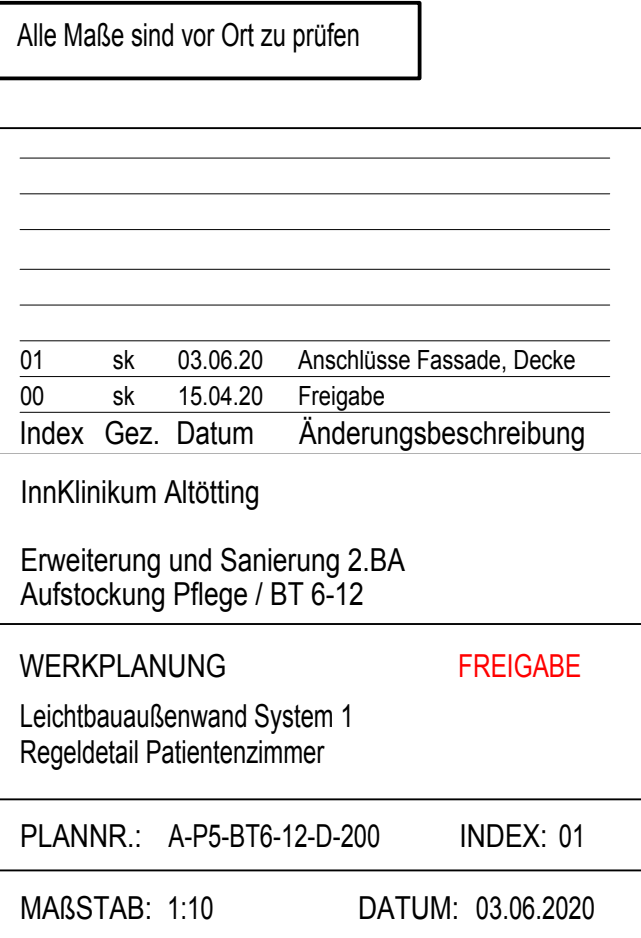 Alle Maße sind vor Ort zu prüfen
01 sk 03.06.20 Anschlüsse Fassade, Decke
00 sk 15.04.20 Freigabe
Index Gez. Datum Änderungsbeschreibung
InnKlinikum Altötting
Erweiterung und Sanierung 2.BA
Aufstockung Pflege / BT 6-12
WERKPLANUNG FREIGABE
Leichtbauaußenwand System 1
Regeldetail Patientenzimmer
PLANNR.: A-P5-BT6-12-D-200 INDEX: 01
MAßSTAB: 1:10 DATUM: 03.06.2020